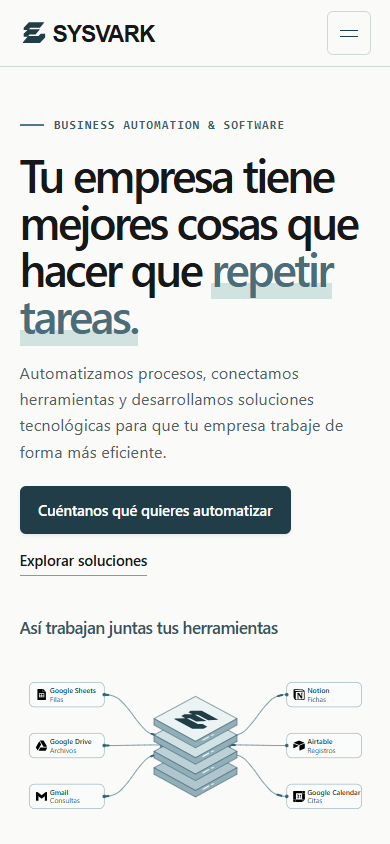 SYSVARK
BUSINESS AUTOMATION & SOFTWARE
Tu empresa tiene
mejores cosas que
hacer que repetir
tareas.
Automatizamos procesos, conectamos
herramientas y desarrollamos soluciones
tecnológicas para que tu empresa trabaje de
forma más eficiente.
Cuéntanos qué quieres automatizar
Explorar soluciones
Así trabajan juntas tus herramientas
Google Sheets
Filas
Notion
Fichas
Google Drive
Archivos
Airtable
Registros
Gmail
Consultas
Google Calendar
Citas